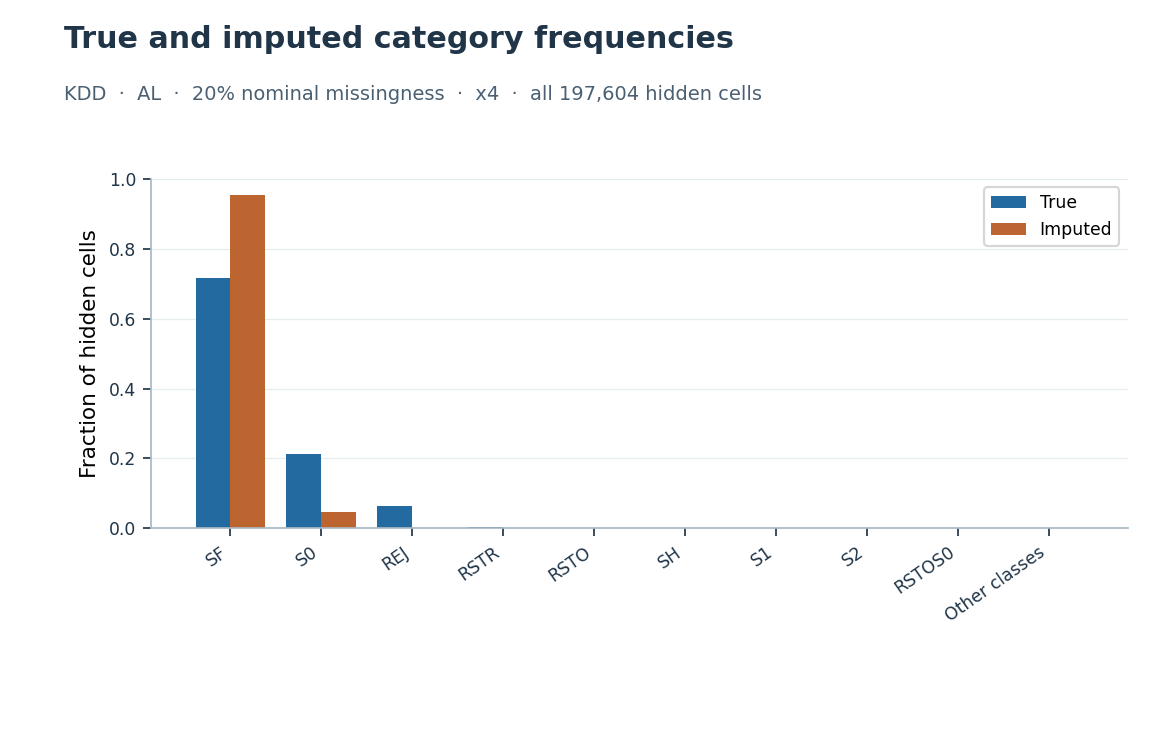 True and imputed category frequencies
KDD · AL · 20% nominal missingness · x4 · all 197,604 hidden cells
1.0
0.8
0.6
0.4
0.2
0.0
Fraction of hidden cells
True
Imputed
SF
S0
REJ
RSTR
RSTO
SH
S1
S2
RSTOS0
Other classes